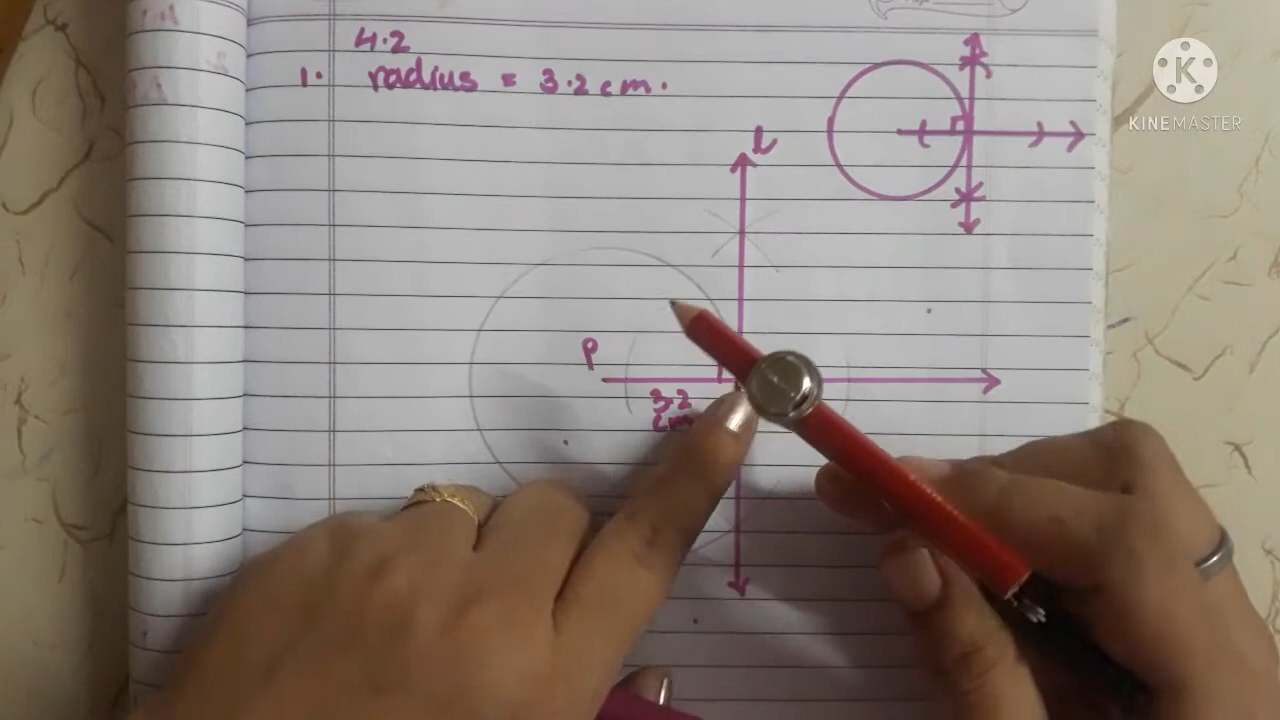 4.2
1. radius = 3.2 cm.
l
P
3.2
cm
K
KINEMASTER